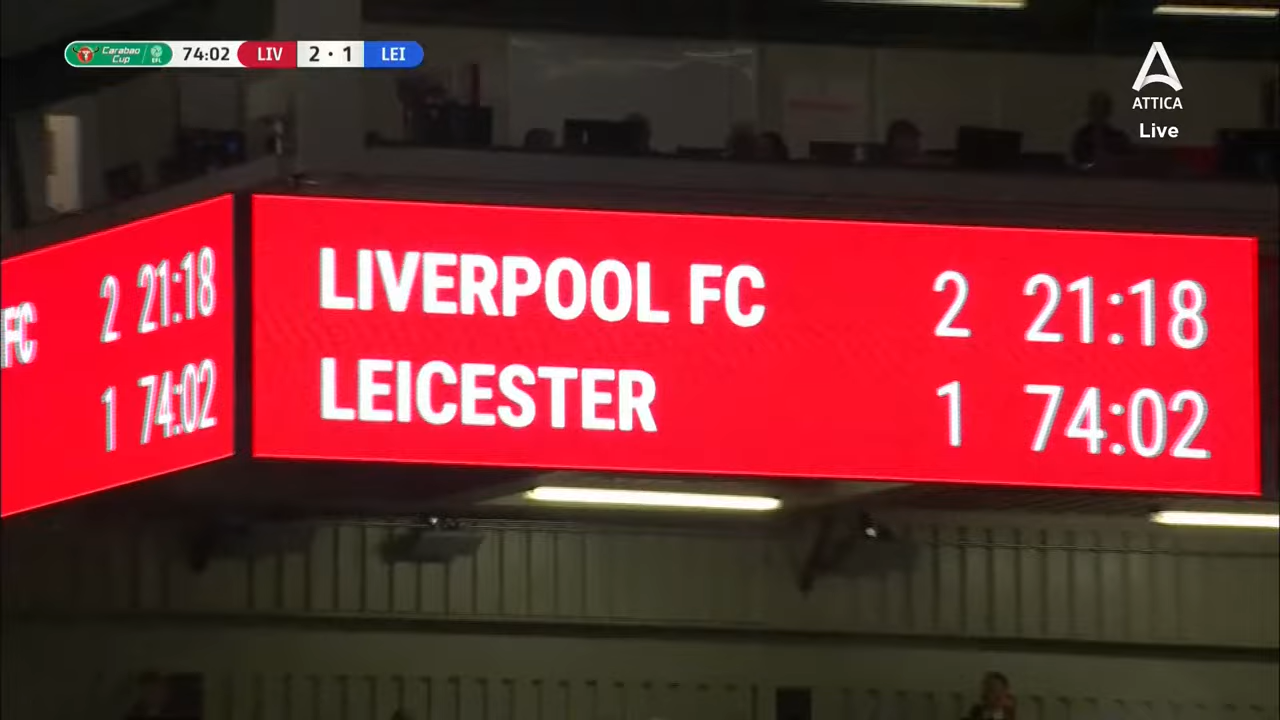 Carabao Cup EFL 74:02 LIV 2 · 1 LEI
ATTICA
Live
FC 2 21:18
1 74:02
LIVERPOOL FC 2 21:18
LEICESTER 1 74:02